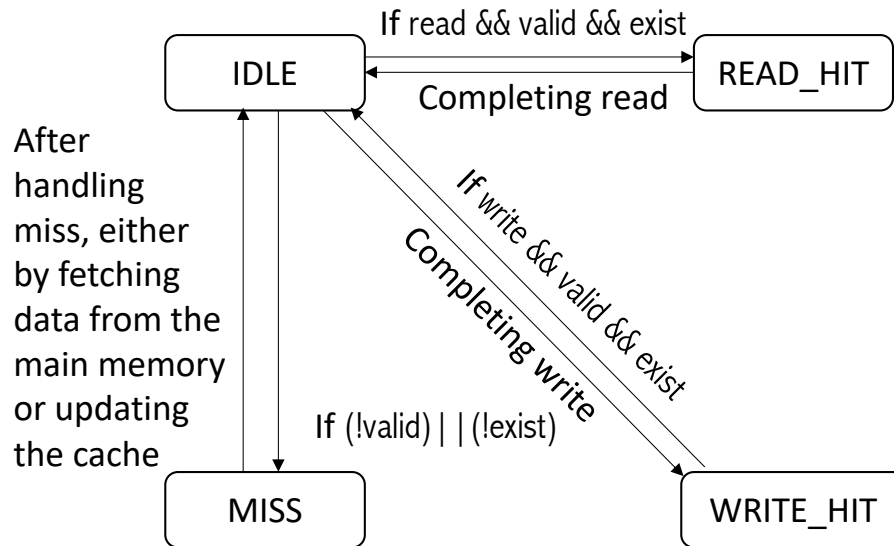 If read && valid && exist
IDLE
READ_HIT
Completing read
After
handling
miss, either
by fetching
data from the
main memory
or updating
the cache
If write && valid && exist
Completing write
If (!valid) || (!exist)
MISS
WRITE_HIT